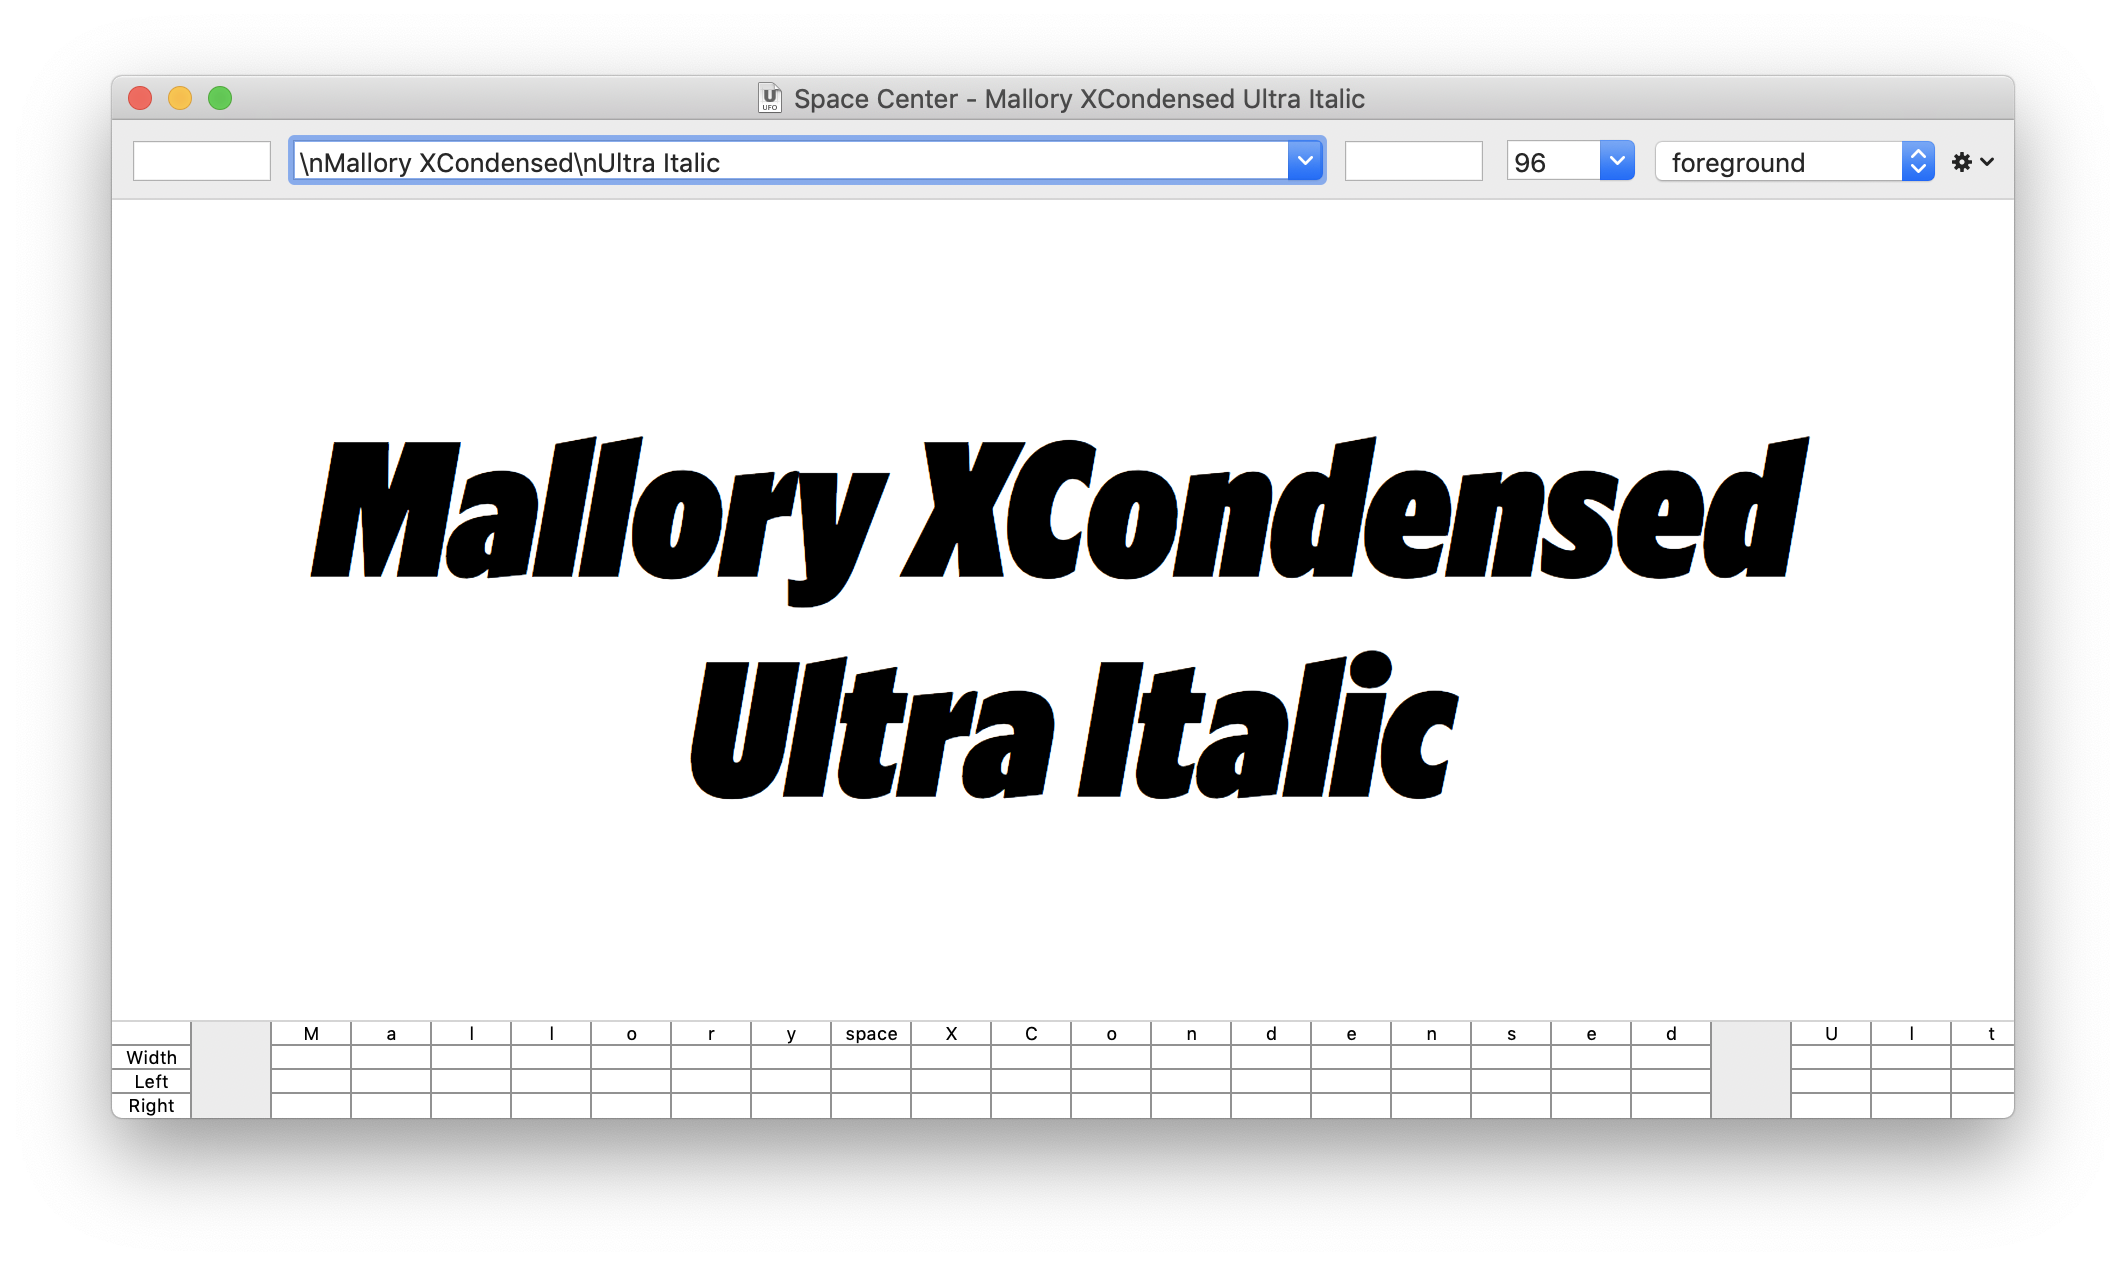 UFO Space Center - Mallory XCondensed Ultra Italic
\nMallory XCondensed\nUltra Italic 96 foreground
Mallory XCondensed
Ultra Italic
M a l l o r y space X C o n d e n s e d U l t
Width
Left
Right